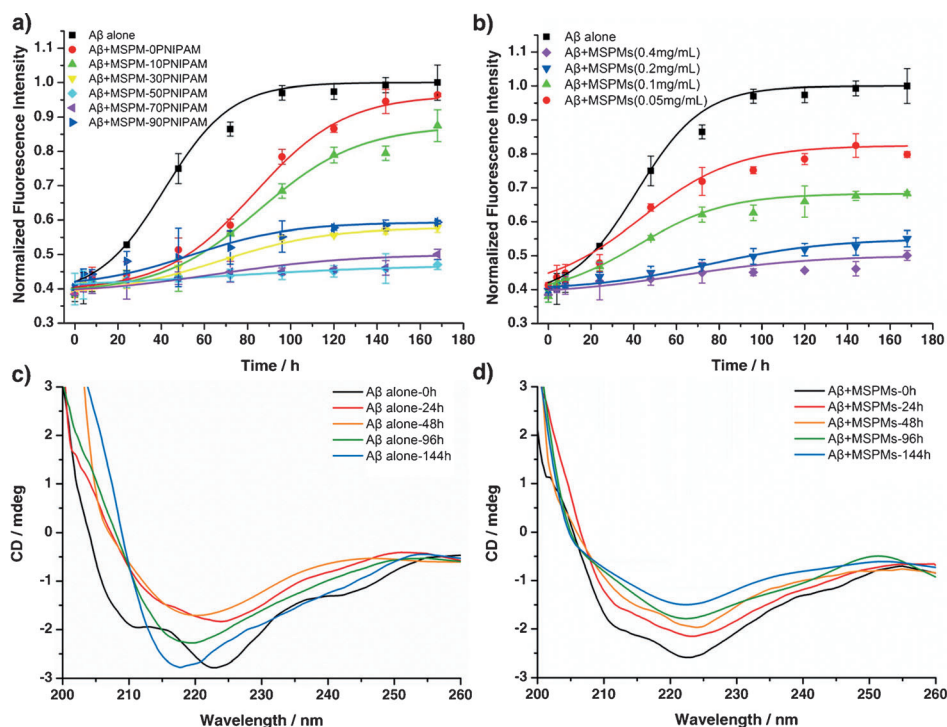 a)
Normalized Fluorescence Intensity
1.1
1.0
0.9
0.8
0.7
0.6
0.5
0.4
0.3
Aβ alone
Aβ+MSPM-0PNIPAM
Aβ+MSPM-10PNIPAM
Aβ+MSPM-30PNIPAM
Aβ+MSPM-50PNIPAM
Aβ+MSPM-70PNIPAM
Aβ+MSPM-90PNIPAM
0 20 40 60 80 100 120 140 160 180
Time / h
b)
Normalized Fluorescence Intensity
1.1
1.0
0.9
0.8
0.7
0.6
0.5
0.4
0.3
Aβ alone
Aβ+MSPMs(0.4mg/mL)
Aβ+MSPMs(0.2mg/mL)
Aβ+MSPMs(0.1mg/mL)
Aβ+MSPMs(0.05mg/mL)
0 20 40 60 80 100 120 140 160 180
Time / h
c)
CD / mdeg
3
2
1
0
-1
-2
-3
Aβ alone-0h
Aβ alone-24h
Aβ alone-48h
Aβ alone-96h
Aβ alone-144h
200 210 220 230 240 250 260
Wavelength / nm
d)
CD / mdeg
3
2
1
0
-1
-2
-3
Aβ+MSPMs-0h
Aβ+MSPMs-24h
Aβ+MSPMs-48h
Aβ+MSPMs-96h
Aβ+MSPMs-144h
200 210 220 230 240 250 260
Wavelength / nm